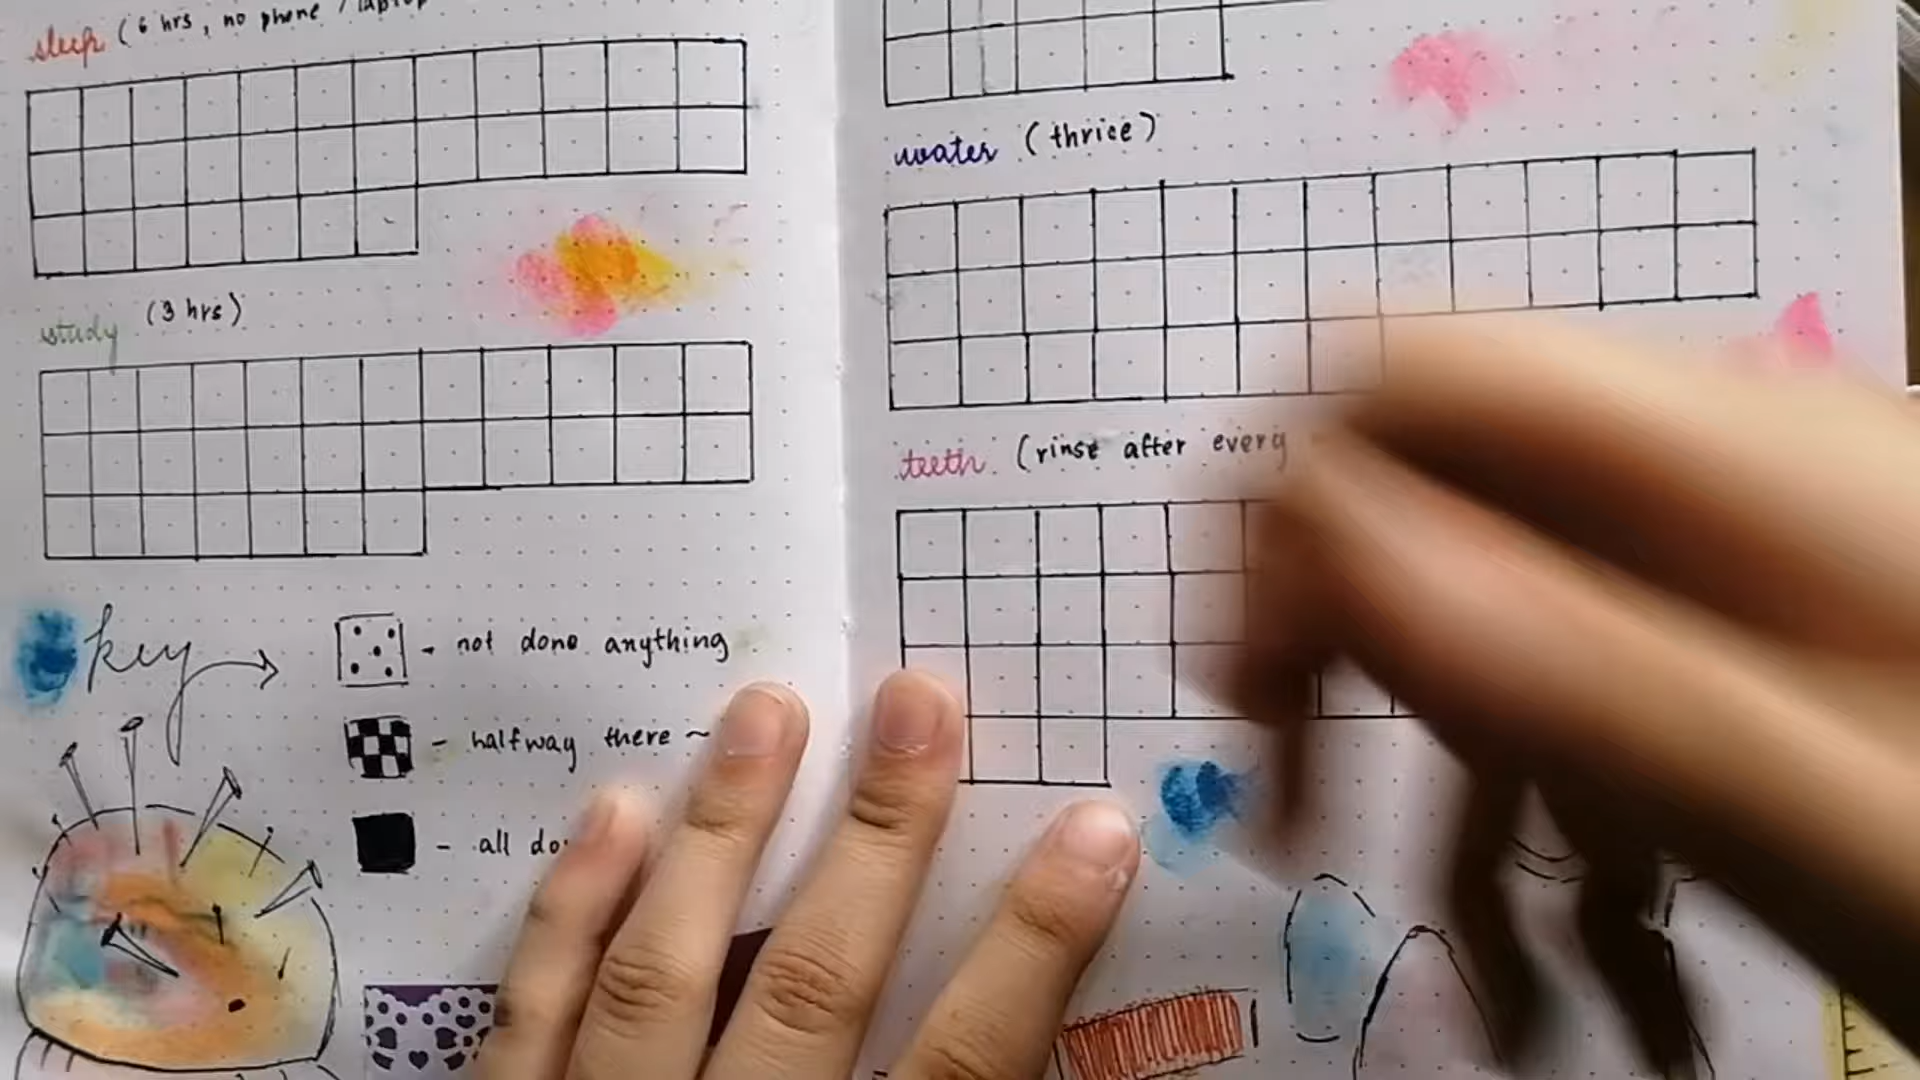 sleep (6 hrs, no phone / laptop
study (3 hrs)
key
- not done anything
- halfway there ~
- all do
water (thrice)
teeth (rinse after every